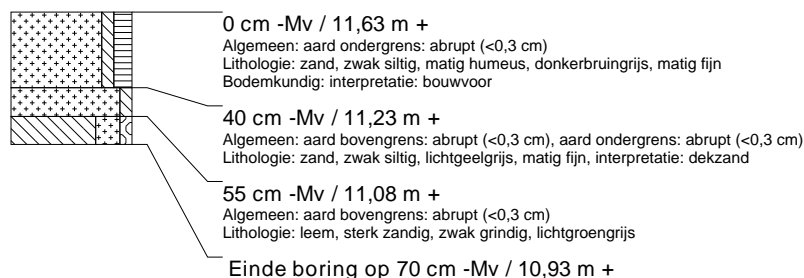 0 cm -Mv / 11,63 m +
Algemeen: aard ondergrens: abrupt (<0,3 cm)
Lithologie: zand, zwak siltig, matig humeus, donkerbruingrijs, matig fijn
Bodemkundig: interpretatie: bouwvoor
40 cm -Mv / 11,23 m +
Algemeen: aard bovengrens: abrupt (<0,3 cm), aard ondergrens: abrupt (<0,3 cm)
Lithologie: zand, zwak siltig, lichtgeelgrijs, matig fijn, interpretatie: dekzand
55 cm -Mv / 11,08 m +
Algemeen: aard bovengrens: abrupt (<0,3 cm)
Lithologie: leem, sterk zandig, zwak grindig, lichtgroengrijs
Einde boring op 70 cm -Mv / 10,93 m +